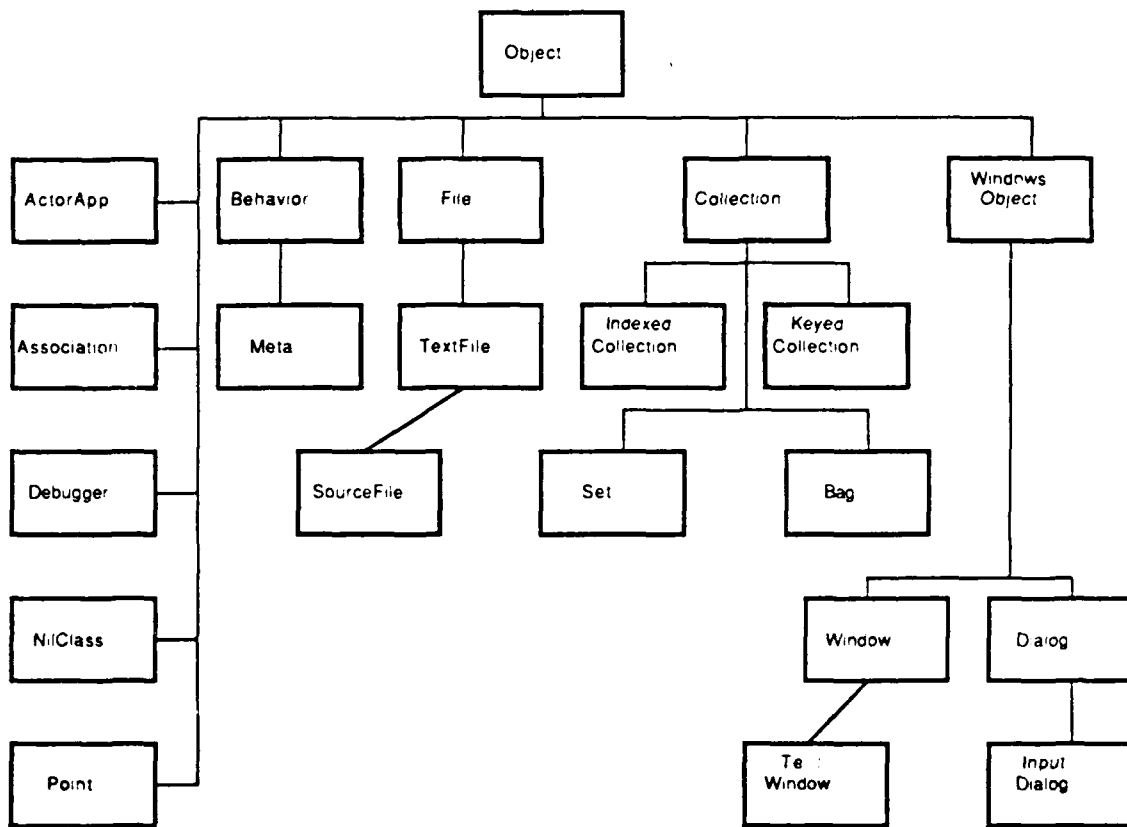 Object
ActorApp
Behavior
File
Collection
Windows
Object
Association
Meta
TextFile
Indexed
Collection
Keyed
Collection
Debugger
SourceFile
Set
Bag
NilClass
Window
Dialog
Point
Window
Input
Dialog